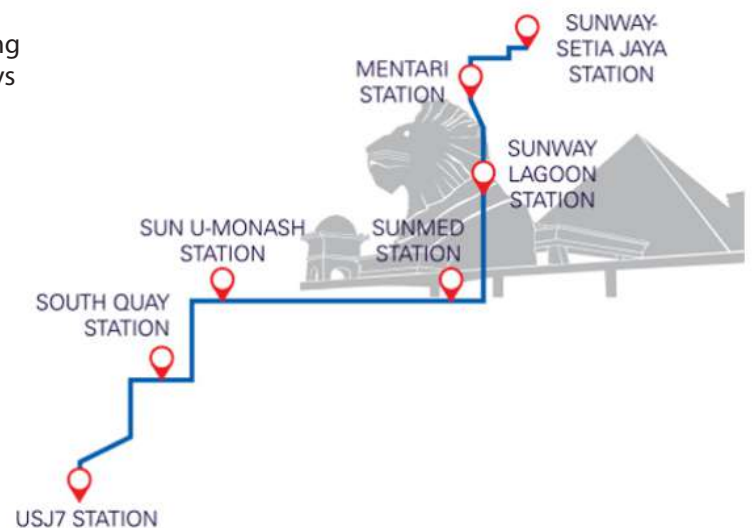 SUNWAY-
SETIA JAYA
STATION
MENTARI
STATION
SUNWAY
LAGOON
STATION
SUN U-MONASH
STATION
SUNMED
STATION
SOUTH QUAY
STATION
USJ7 STATION